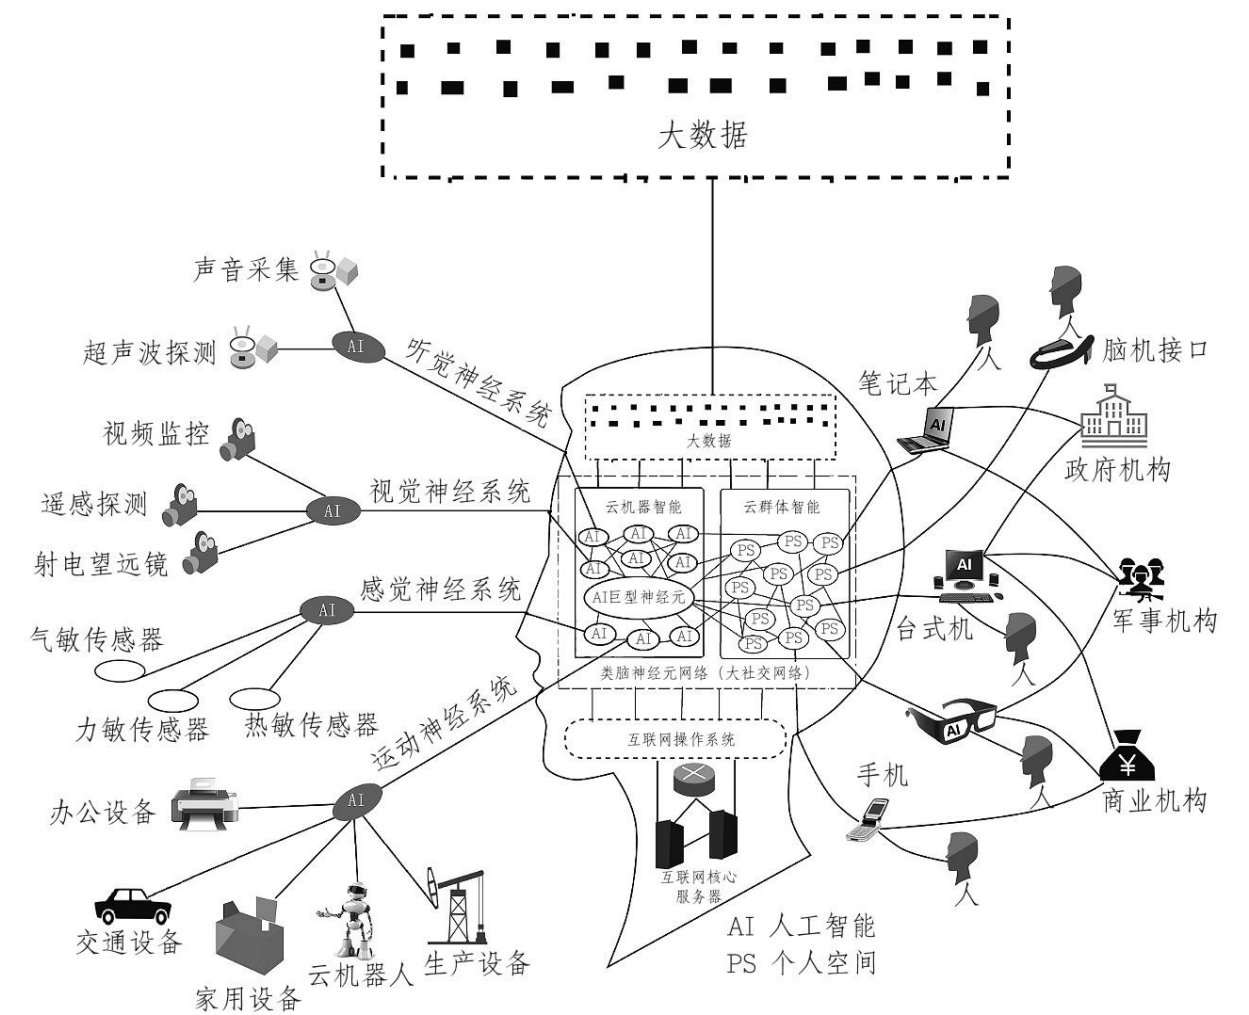 大数据
声音采集
AI
超声波探测
听觉神经系统
视频监控
遥感探测
AI
视觉神经系统
射电望远镜
AI
感觉神经系统
气敏传感器
力敏传感器
热敏传感器
运动神经系统
AI
办公设备
交通设备
家用设备
云机器人
生产设备
大数据
云机器智能
云群体智能
AI
AI
AI
AI
AI
AI
AI巨型神经元
AI
AI
AI
PS
PS
PS
PS
PS
PS
PS
PS
PS
PS
PS
类脑神经元网络（大社交网络）
互联网操作系统
互联网核心
服务器
笔记本
AI
脑机接口
政府机构
AI
台式机
军事机构
AI
手机
商业机构
AI 人工智能
PS 个人空间